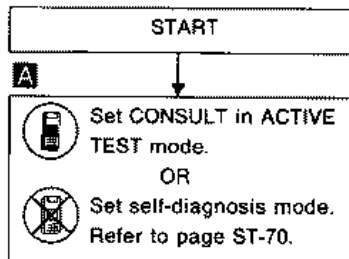 START
A
Set CONSULT in ACTIVE
TEST mode.
OR
Set self-diagnosis mode.
Refer to page ST-70.